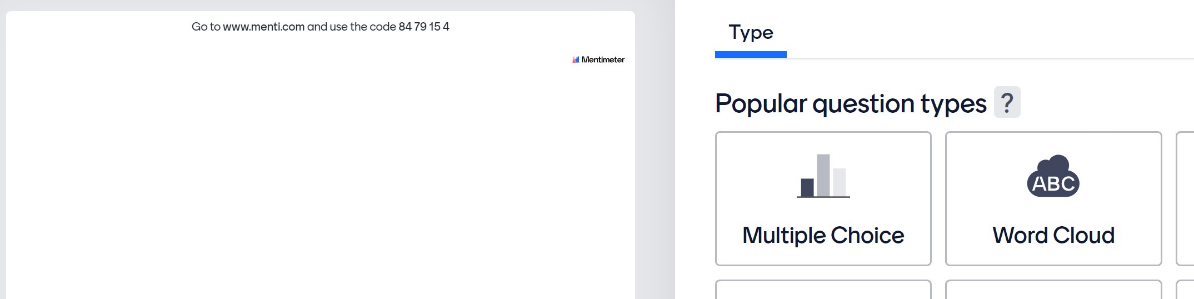 Go to www.menti.com and use the code 84 79 15 4
Mentimeter
Type
Popular question types ?
Multiple Choice
ABC
Word Cloud